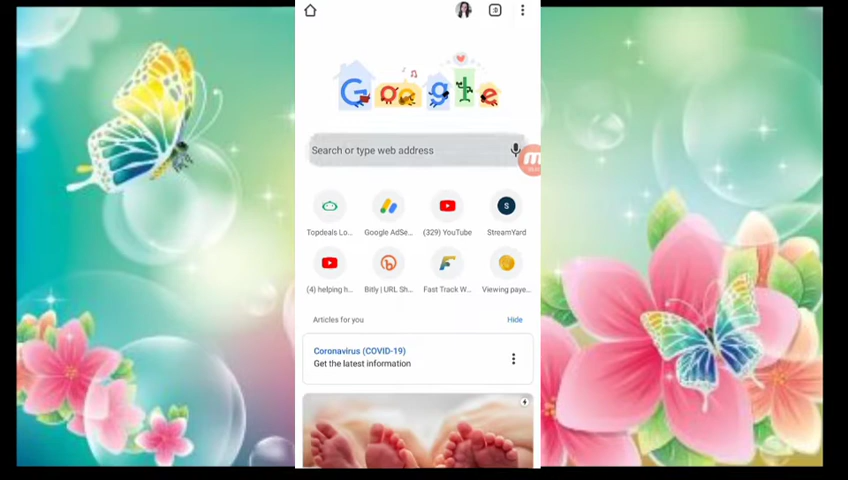 Google
Search or type web address
Topdeals Lo...
Google AdSe...
(329) YouTube
S
StreamYard
(4) helping h...
Bitly | URL Sh...
Fast Track W...
Viewing paye...
Articles for you
Hide
Coronavirus (COVID-19)
Get the latest information